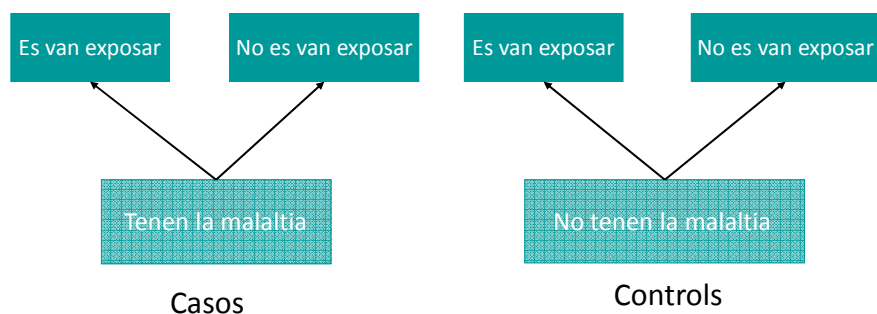 Es van exposar
No es van exposar
Es van exposar
No es van exposar
Tenen la malaltia
No tenen la malaltia
Casos
Controls